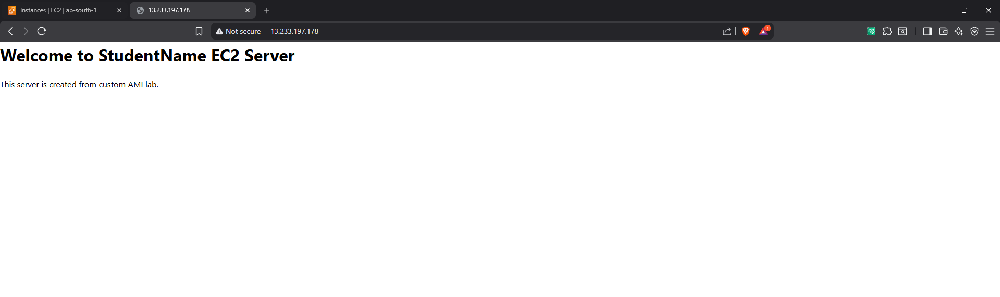 Instances | EC2 | ap-south-1
13.233.197.178
Not secure 13.233.197.178
1
Welcome to StudentName EC2 Server
This server is created from custom AMI lab.